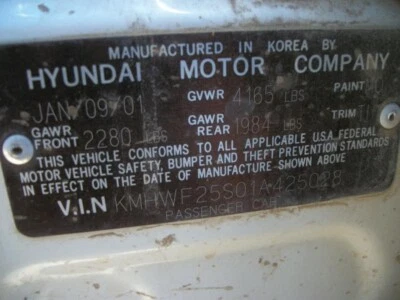 MANUFACTURED IN KOREA BY
HYUNDAI MOTOR COMPANY
JAN/09/01 GVWR 4165 LBS PAINT
GAWR FRONT 2280 LBS GAWR REAR 1984 LBS TRIM
THIS VEHICLE CONFORMS TO ALL APPLICABLE U.S.A. FEDERAL
MOTOR VEHICLE SAFETY, BUMPER AND THEFT PREVENTION STANDARDS
IN EFFECT ON THE DATE OF MANUFACTURE SHOWN ABOVE
V.I.N KMHWF25S01A425028
PASSENGER CAR